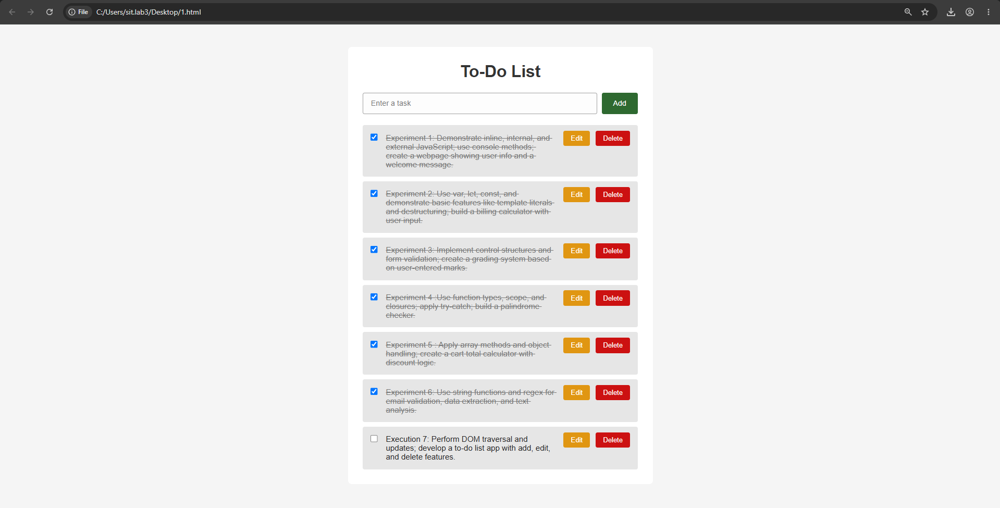 File C:/Users/sit.lab3/Desktop/1.html
To-Do List
Enter a task Add
Experiment 1: Demonstrate inline, internal, and
external JavaScript; use console methods;
create a webpage showing user info and a
welcome message.
Edit Delete
Experiment 2: Use var, let, const, and
demonstrate basic features like template literals
and destructuring; build a billing calculator with
user input.
Edit Delete
Experiment 3: Implement control structures and
form validation; create a grading system based
on user-entered marks.
Edit Delete
Experiment 4 :Use function types, scope, and
closures; apply try-catch; build a palindrome
checker.
Edit Delete
Experiment 5 : Apply array methods and object
handling; create a cart total calculator with
discount logic.
Edit Delete
Experiment 6: Use string functions and regex for
email validation, data extraction, and text
analysis.
Edit Delete
Execution 7: Perform DOM traversal and
updates; develop a to-do list app with add, edit,
and delete features.
Edit Delete